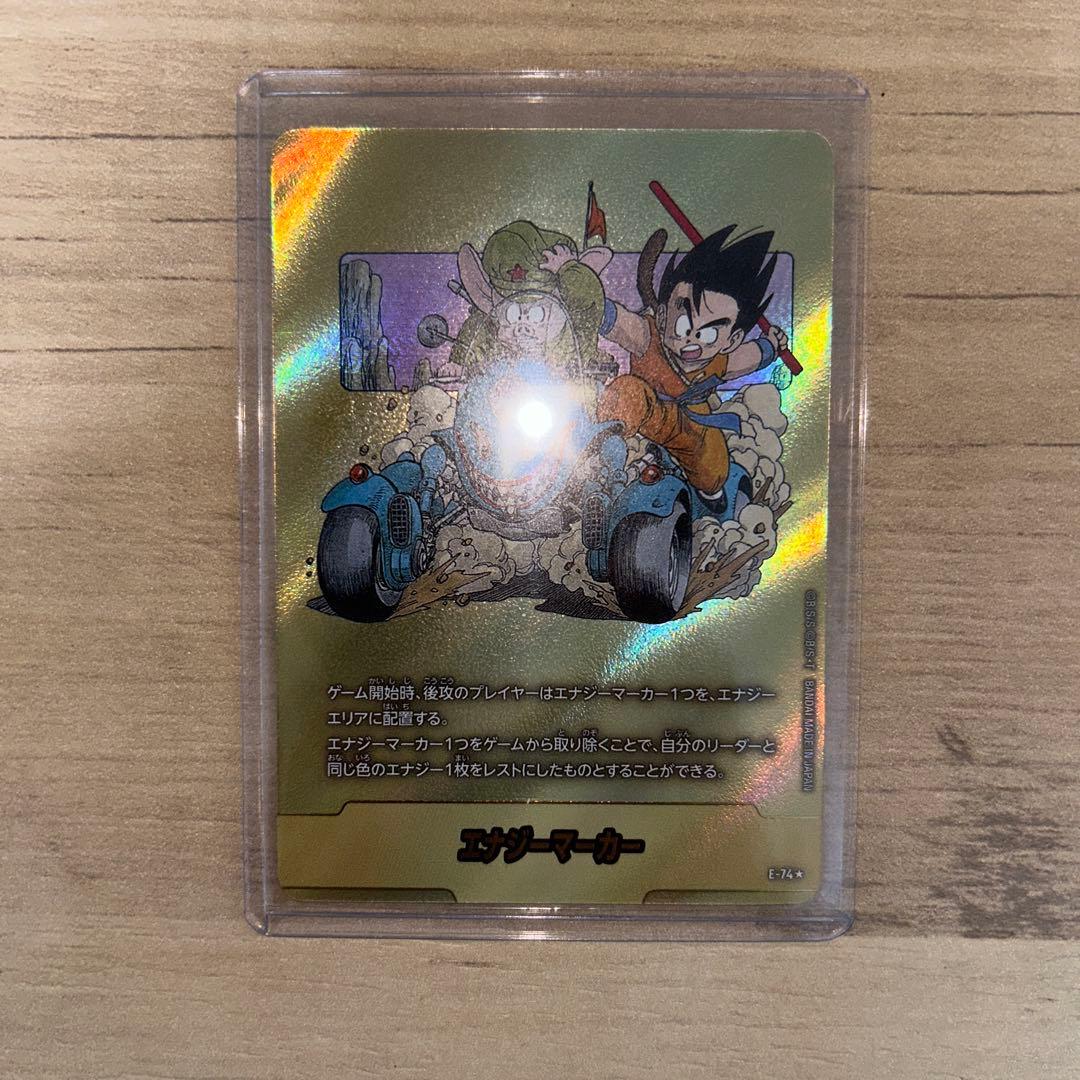 ゲーム開始時、後攻のプレイヤーはエナジーマーカー1つを、エナジー
エリアに配置する。
エナジーマーカー1つをゲームから取り除くことで、自分のリーダーと
同じ色のエナジー1枚をレストにしたものとすることができる。
エナジーマーカー
E-74★
©B・S/S ©B/S・T BANDAI MADE IN JAPAN